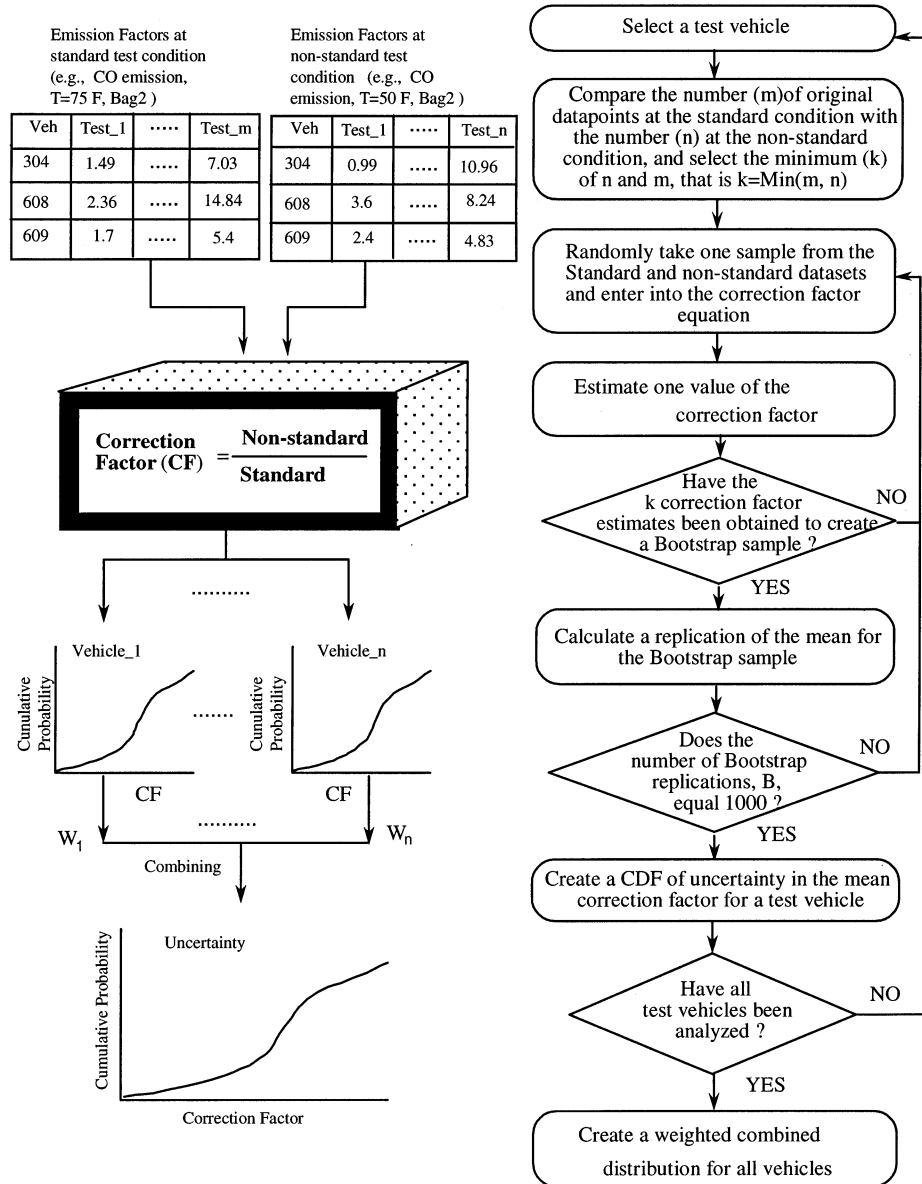 Emission Factors at
standard test condition
(e.g., CO emission,
T=75 F, Bag2 )
Veh Test_1 ..... Test_m
304 1.49 ..... 7.03
608 2.36 ..... 14.84
609 1.7 ..... 5.4
Emission Factors at
non-standard test
condition (e.g., CO
emission, T=50 F, Bag2 )
Veh Test_1 ..... Test_n
304 0.99 ..... 10.96
608 3.6 ..... 8.24
609 2.4 ..... 4.83
Correction
Factor (CF) = Non-standard
Standard
..........
Vehicle_1
Cumulative
Probability
CF
........
Vehicle_n
Cumulative
Probability
CF
W1
..........
Wn
Combining
Uncertainty
Cumulative Probability
Correction Factor
Select a test vehicle
Compare the number (m)of original
datapoints at the standard condition with
the number (n) at the non-standard
condition, and select the minimum (k)
of n and m, that is k=Min(m, n)
Randomly take one sample from the
Standard and non-standard datasets
and enter into the correction factor
equation
Estimate one value of the
correction factor
Have the
k correction factor
estimates been obtained to create
a Bootstrap sample ?
NO
YES
Calculate a replication of the mean for
the Bootstrap sample
Does the
number of Bootstrap
replications, B,
equal 1000 ?
NO
YES
Create a CDF of uncertainty in the mean
correction factor for a test vehicle
Have all
test vehicles been
analyzed ?
NO
YES
Create a weighted combined
distribution for all vehicles